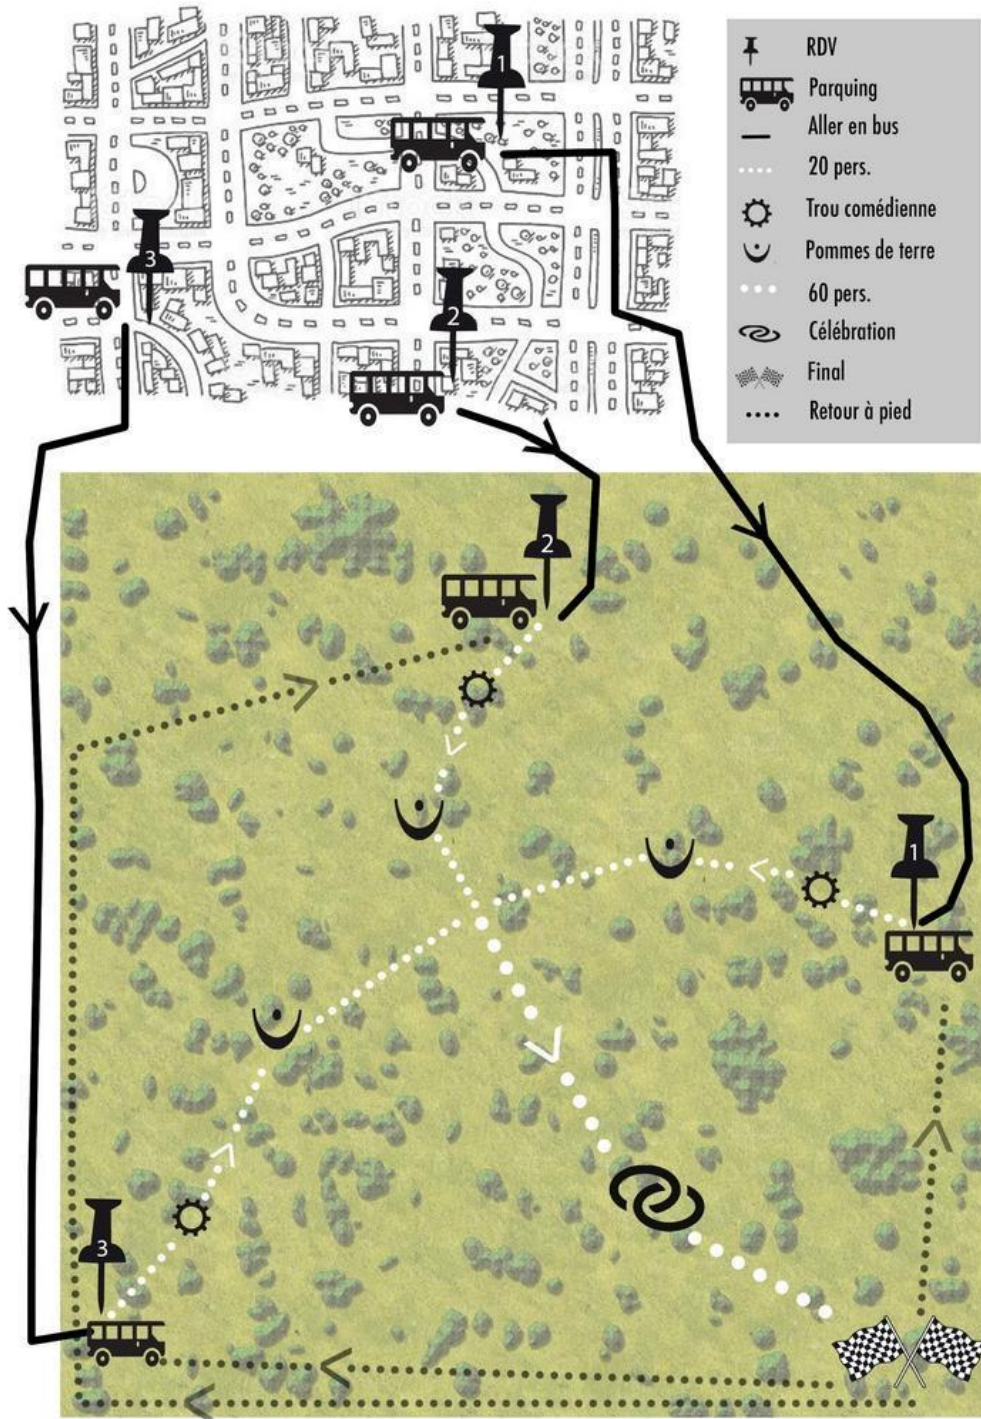 1
3
2
RDV
Parquing
Aller en bus
20 pers.
Trou comédienne
Pommes de terre
60 pers.
Célébration
Final
Retour à pied
2
1
3